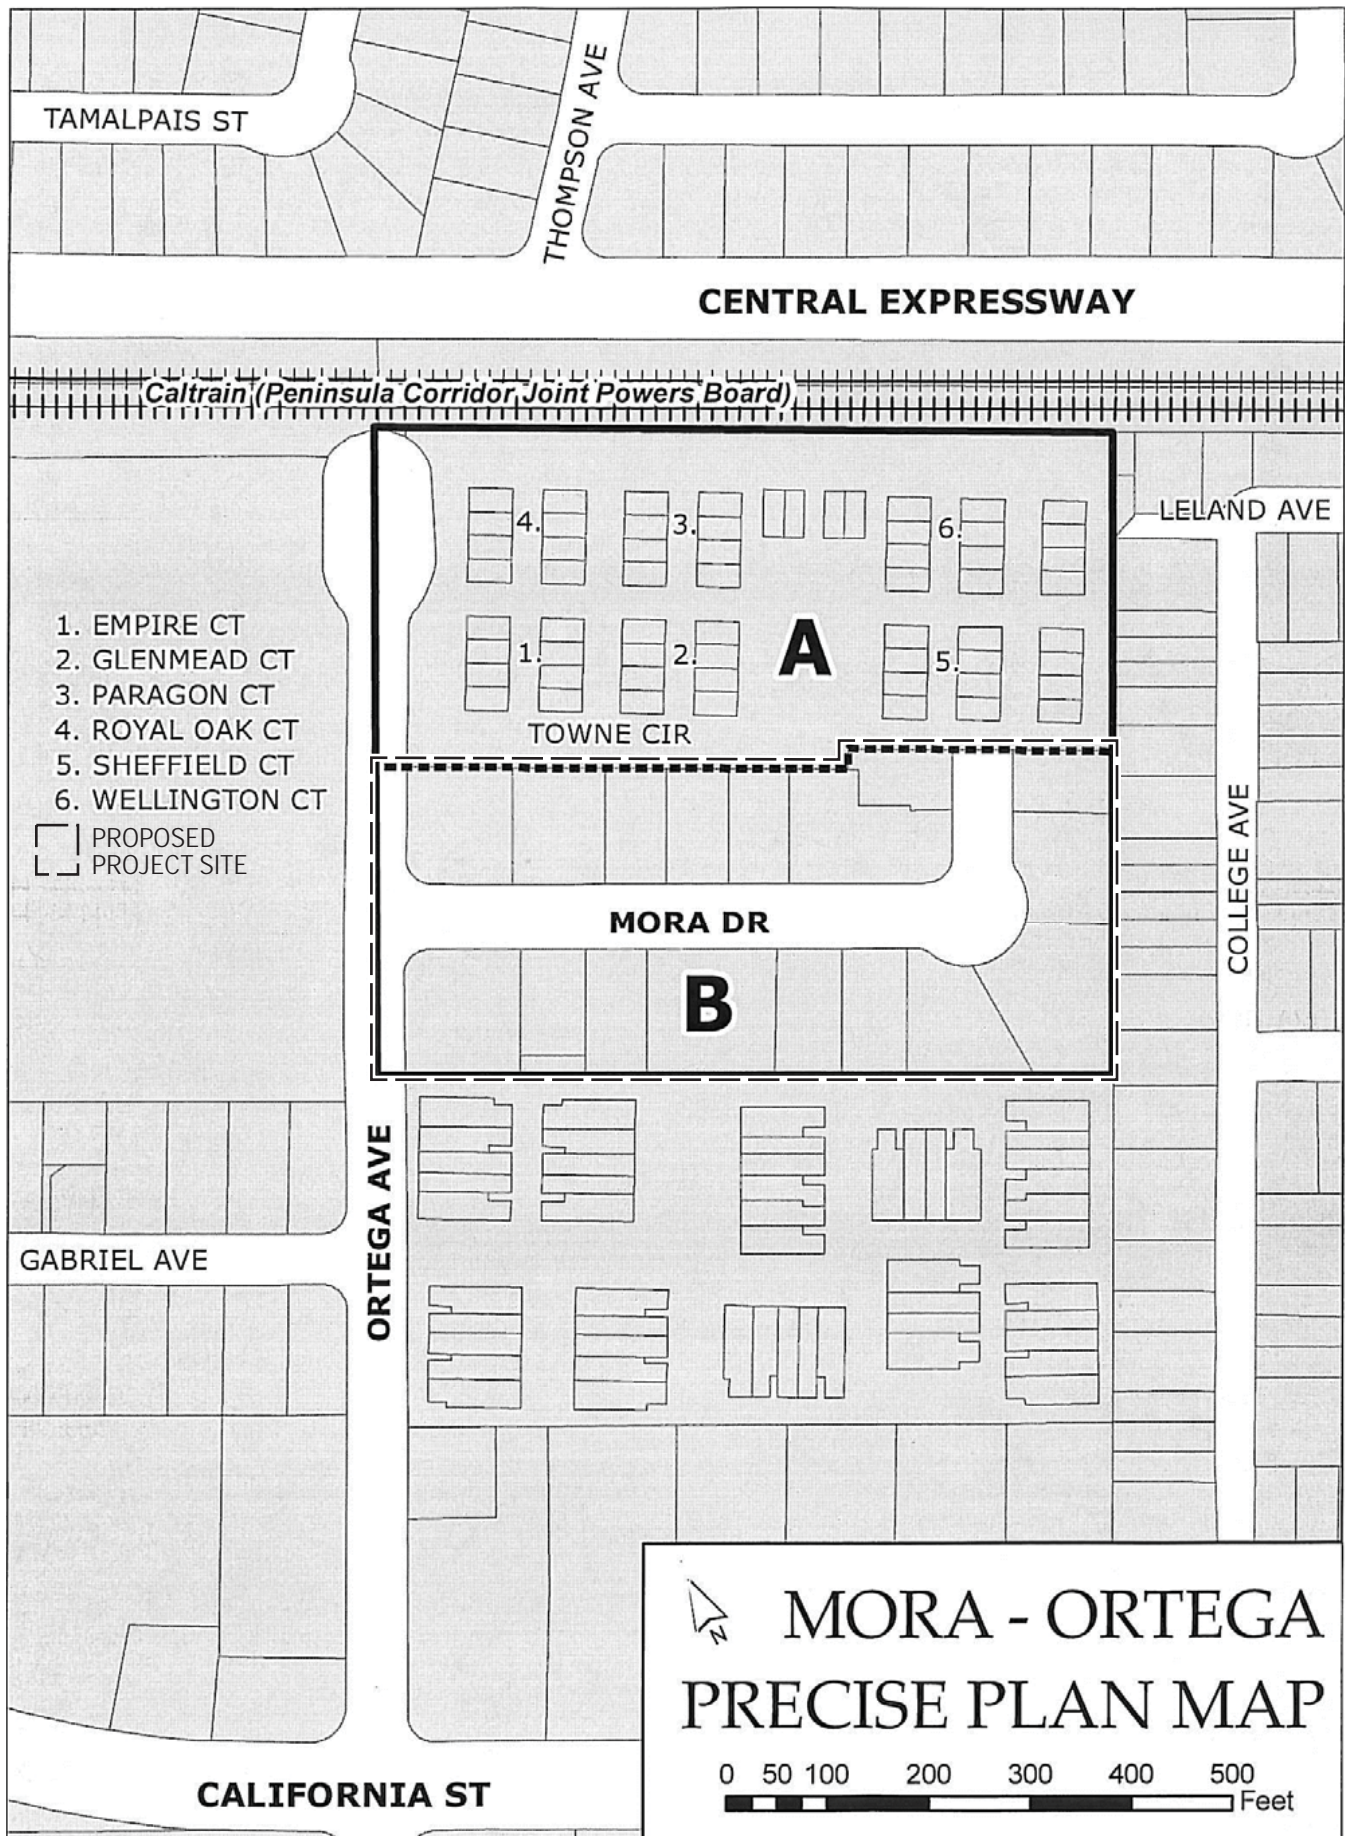 TAMALPAIS ST
THOMPSON AVE
CENTRAL EXPRESSWAY
Caltrain (Peninsula Corridor Joint Powers Board)
LELAND AVE
4.
3.
6.
1. EMPIRE CT
2. GLENMEAD CT
3. PARAGON CT
4. ROYAL OAK CT
5. SHEFFIELD CT
6. WELLINGTON CT
PROPOSED
PROJECT SITE
1.
2.
A
5.
TOWNE CIR
COLLEGE AVE
MORA DR
B
ORTEGA AVE
GABRIEL AVE
CALIFORNIA ST
N
MORA - ORTEGA
PRECISE PLAN MAP
0 50 100 200 300 400 500
Feet